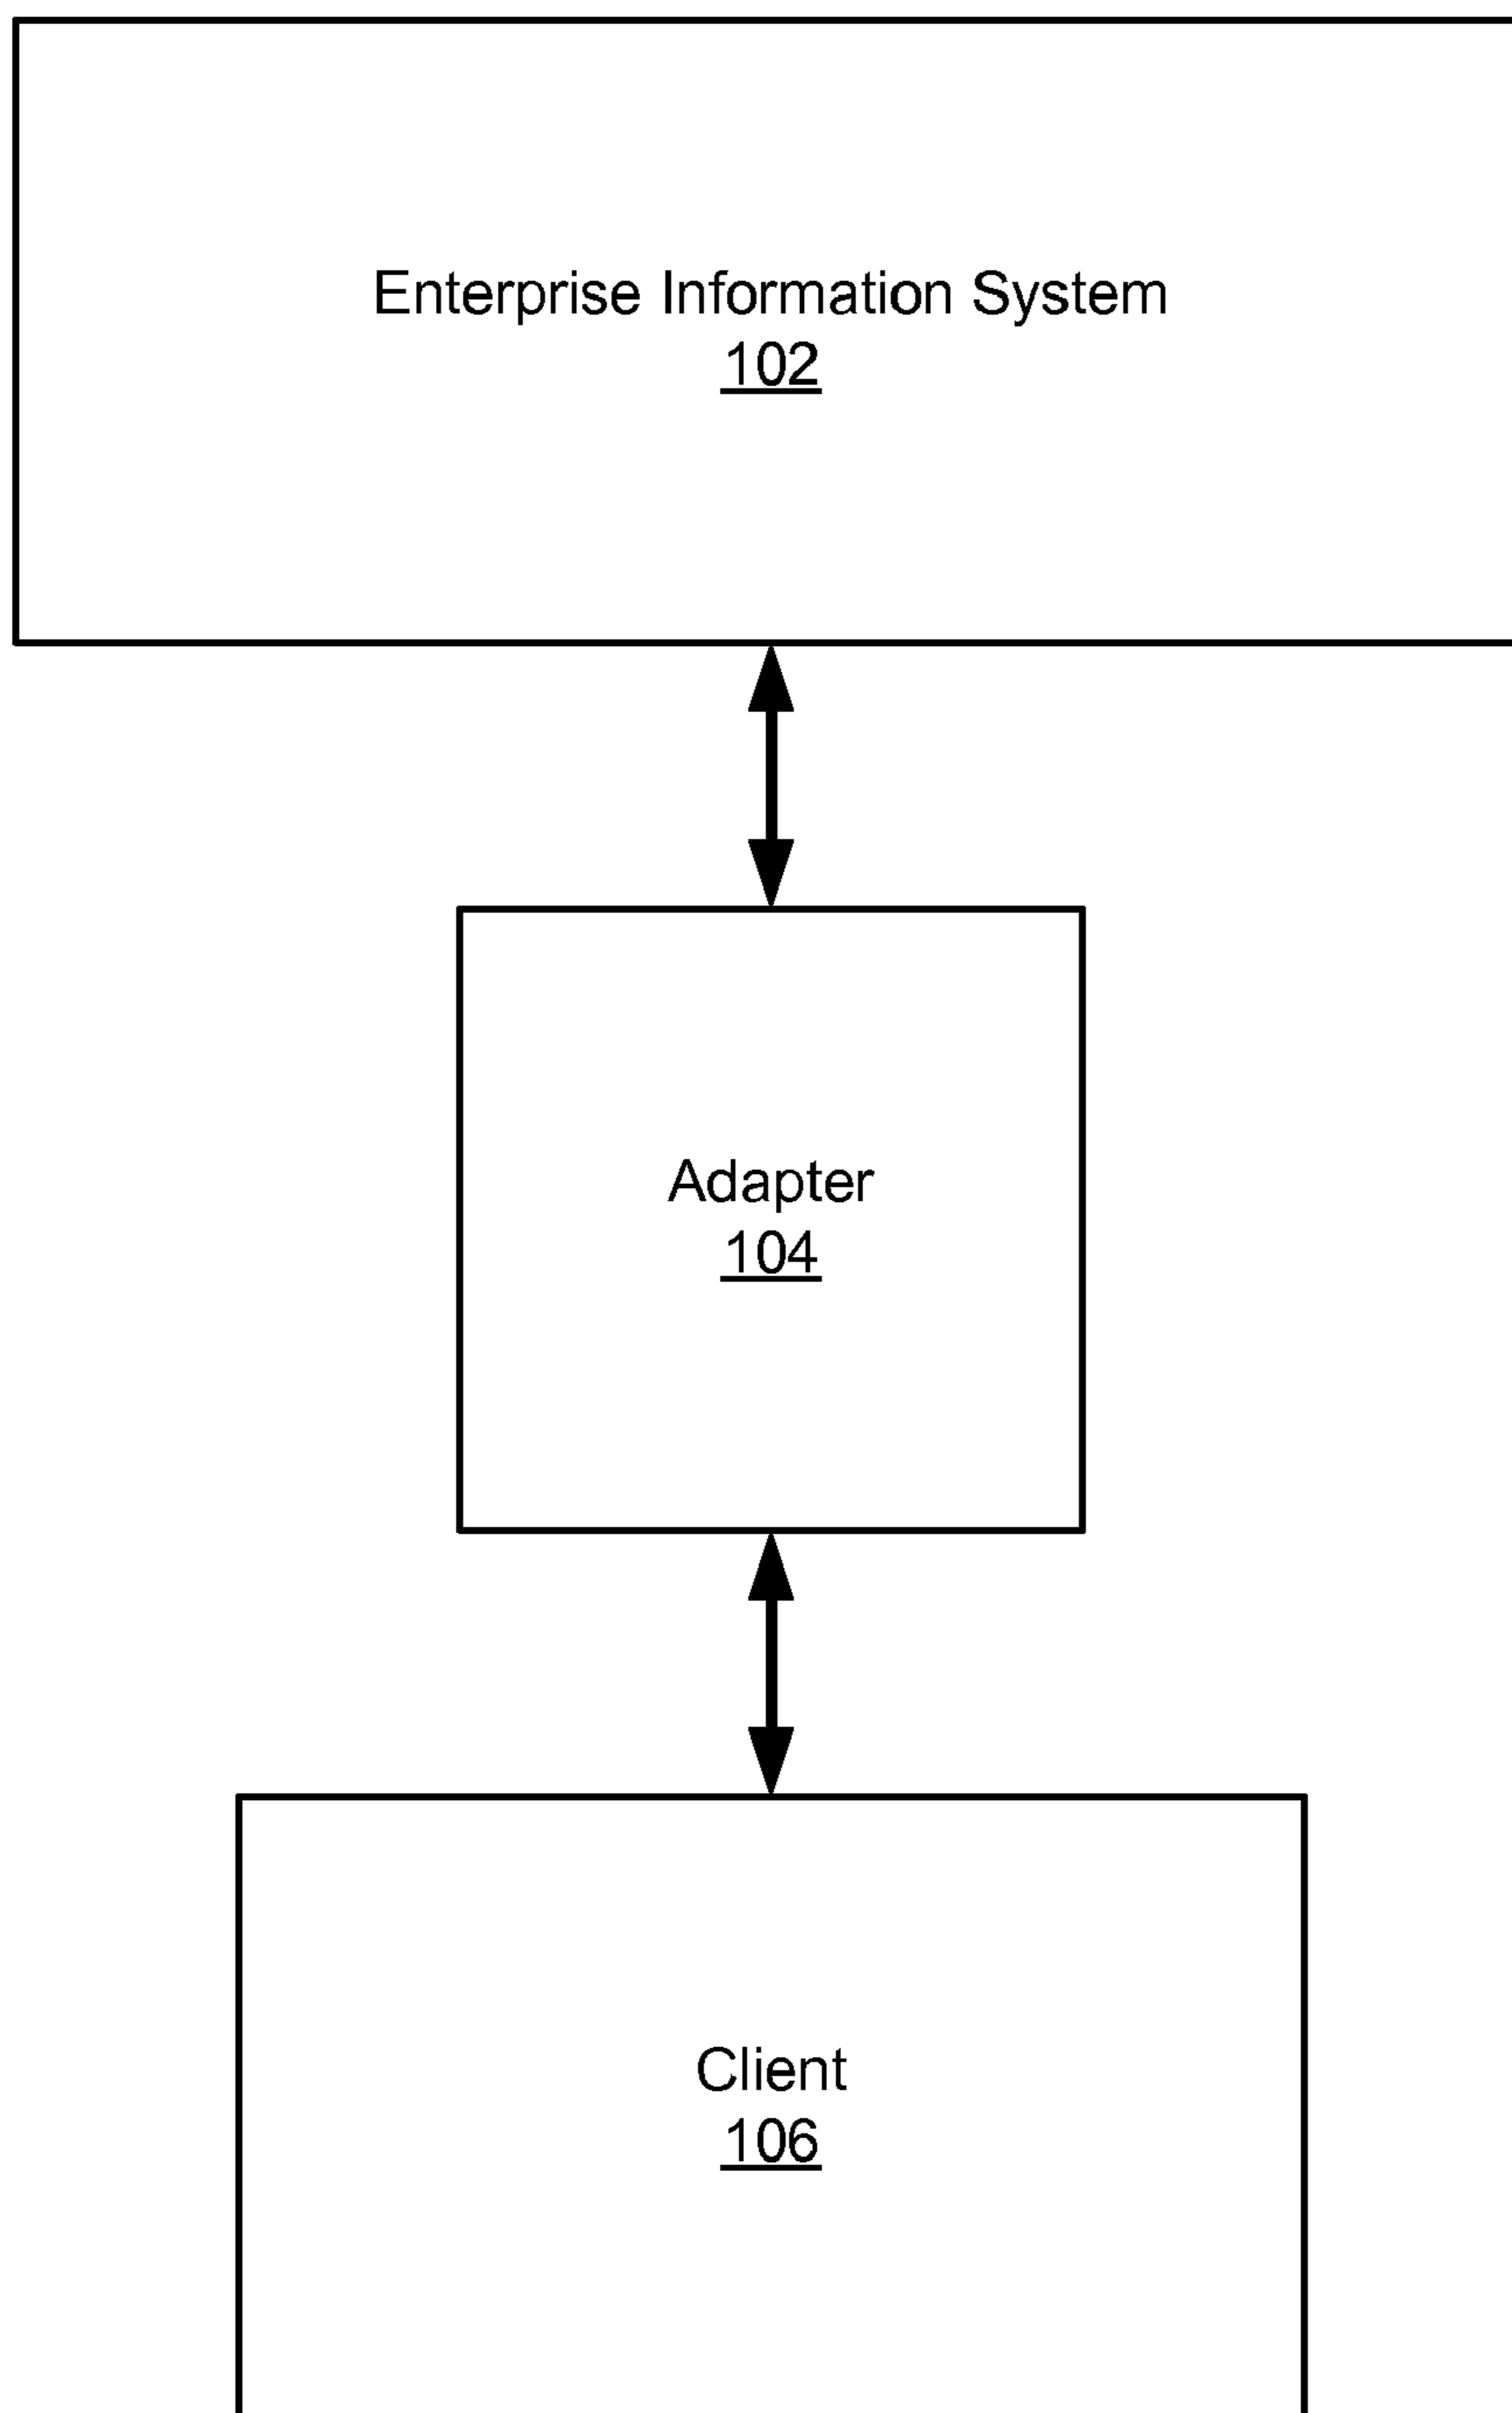 Enterprise Information System
102
Adapter
104
Client
106